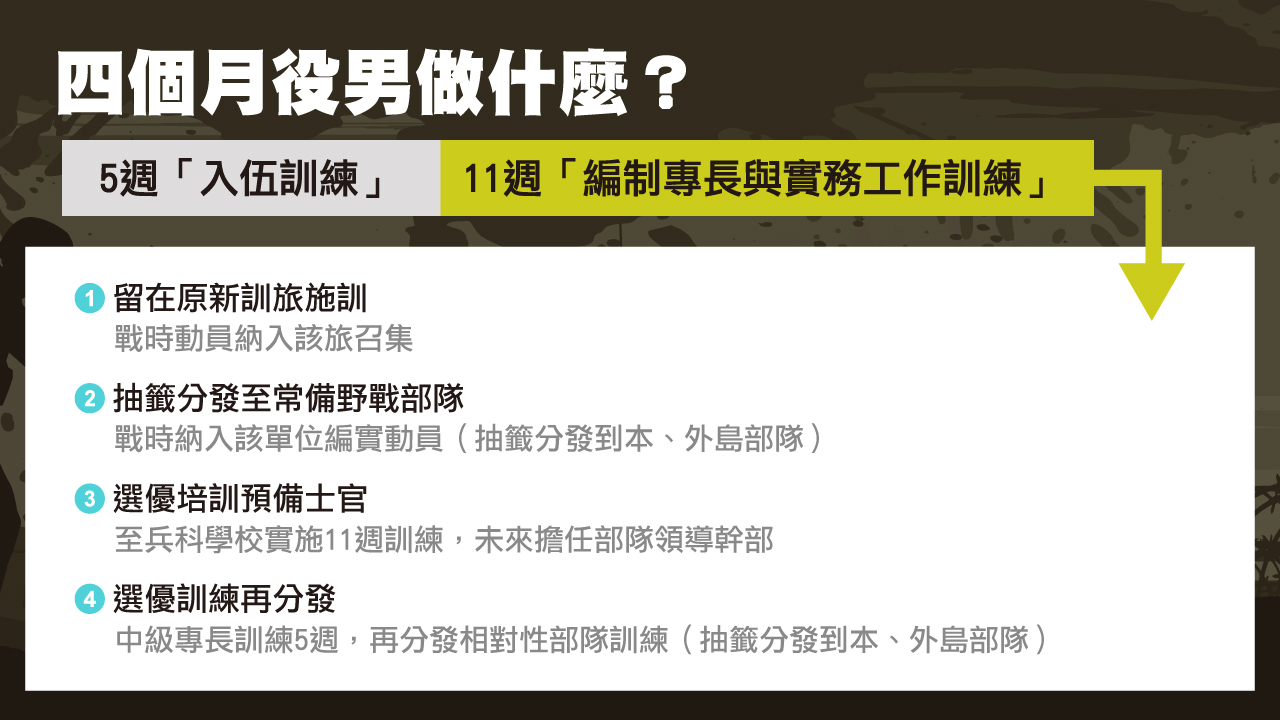 四個月役男做什麼？
5週「入伍訓練」 11週「編制專長與實務工作訓練」
1 留在原新訓旅施訓
戰時動員納入該旅召集
2 抽籤分發至常備野戰部隊
戰時納入該單位編實動員（抽籤分發到本、外島部隊）
3 選優培訓預備士官
至兵科學校實施11週訓練，未來擔任部隊領導幹部
4 選優訓練再分發
中級專長訓練5週，再分發相對性部隊訓練（抽籤分發到本、外島部隊）